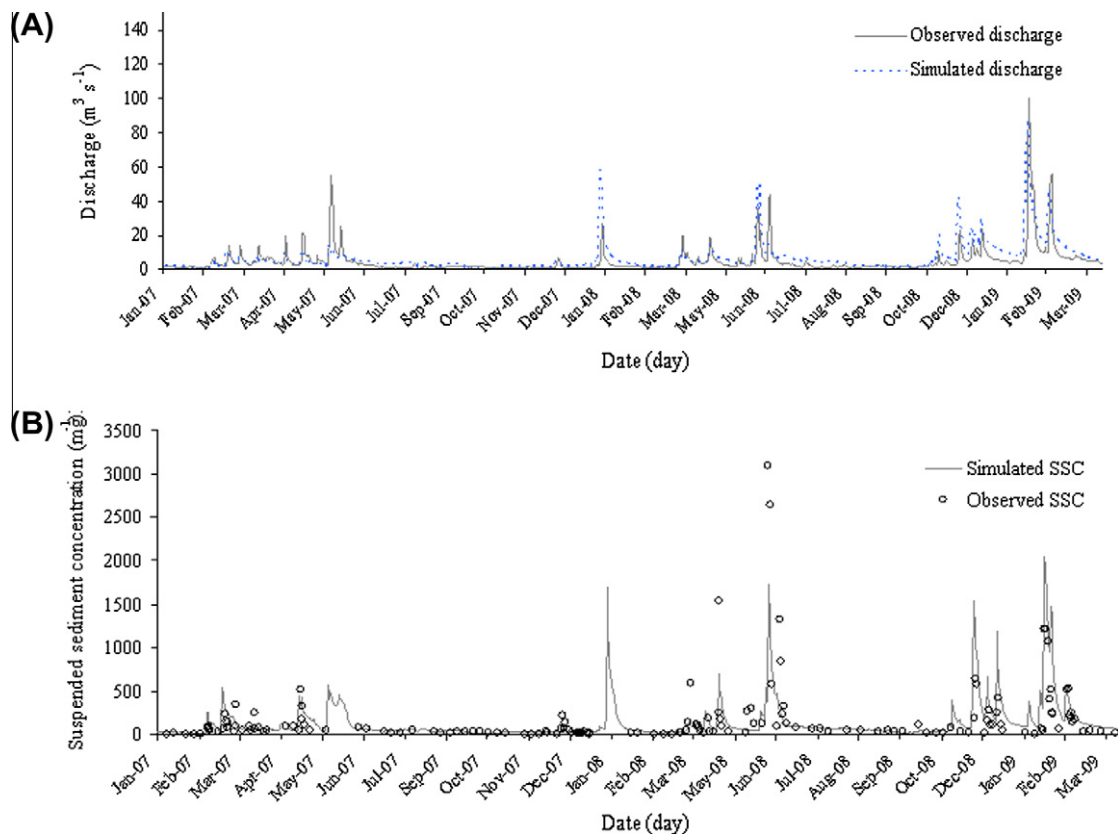 (A)
140
120
100
80
60
40
20
0
Discharge (m³ s⁻¹)
Observed discharge
Simulated discharge
Jan-07
Feb-07
Mar-07
Apr-07
May-07
Jun-07
Jul-07
Sep-07
Oct-07
Nov-07
Dec-07
Jan-08
Feb-08
Mar-08
May-08
Jun-08
Jul-08
Aug-08
Sep-08
Oct-08
Dec-08
Jan-09
Feb-09
Mar-09
Date (day)
(B)
3500
3000
2500
2000
1500
1000
500
0
Suspended sediment concentration (mg⁻¹)
Simulated SSC
Observed SSC
Jan-07
Feb-07
Mar-07
Apr-07
May-07
Jun-07
Jul-07
Sep-07
Oct-07
Nov-07
Dec-07
Jan-08
Feb-08
Mar-08
May-08
Jun-08
Jul-08
Aug-08
Sep-08
Oct-08
Dec-08
Jan-09
Feb-09
Mar-09
Date (day)